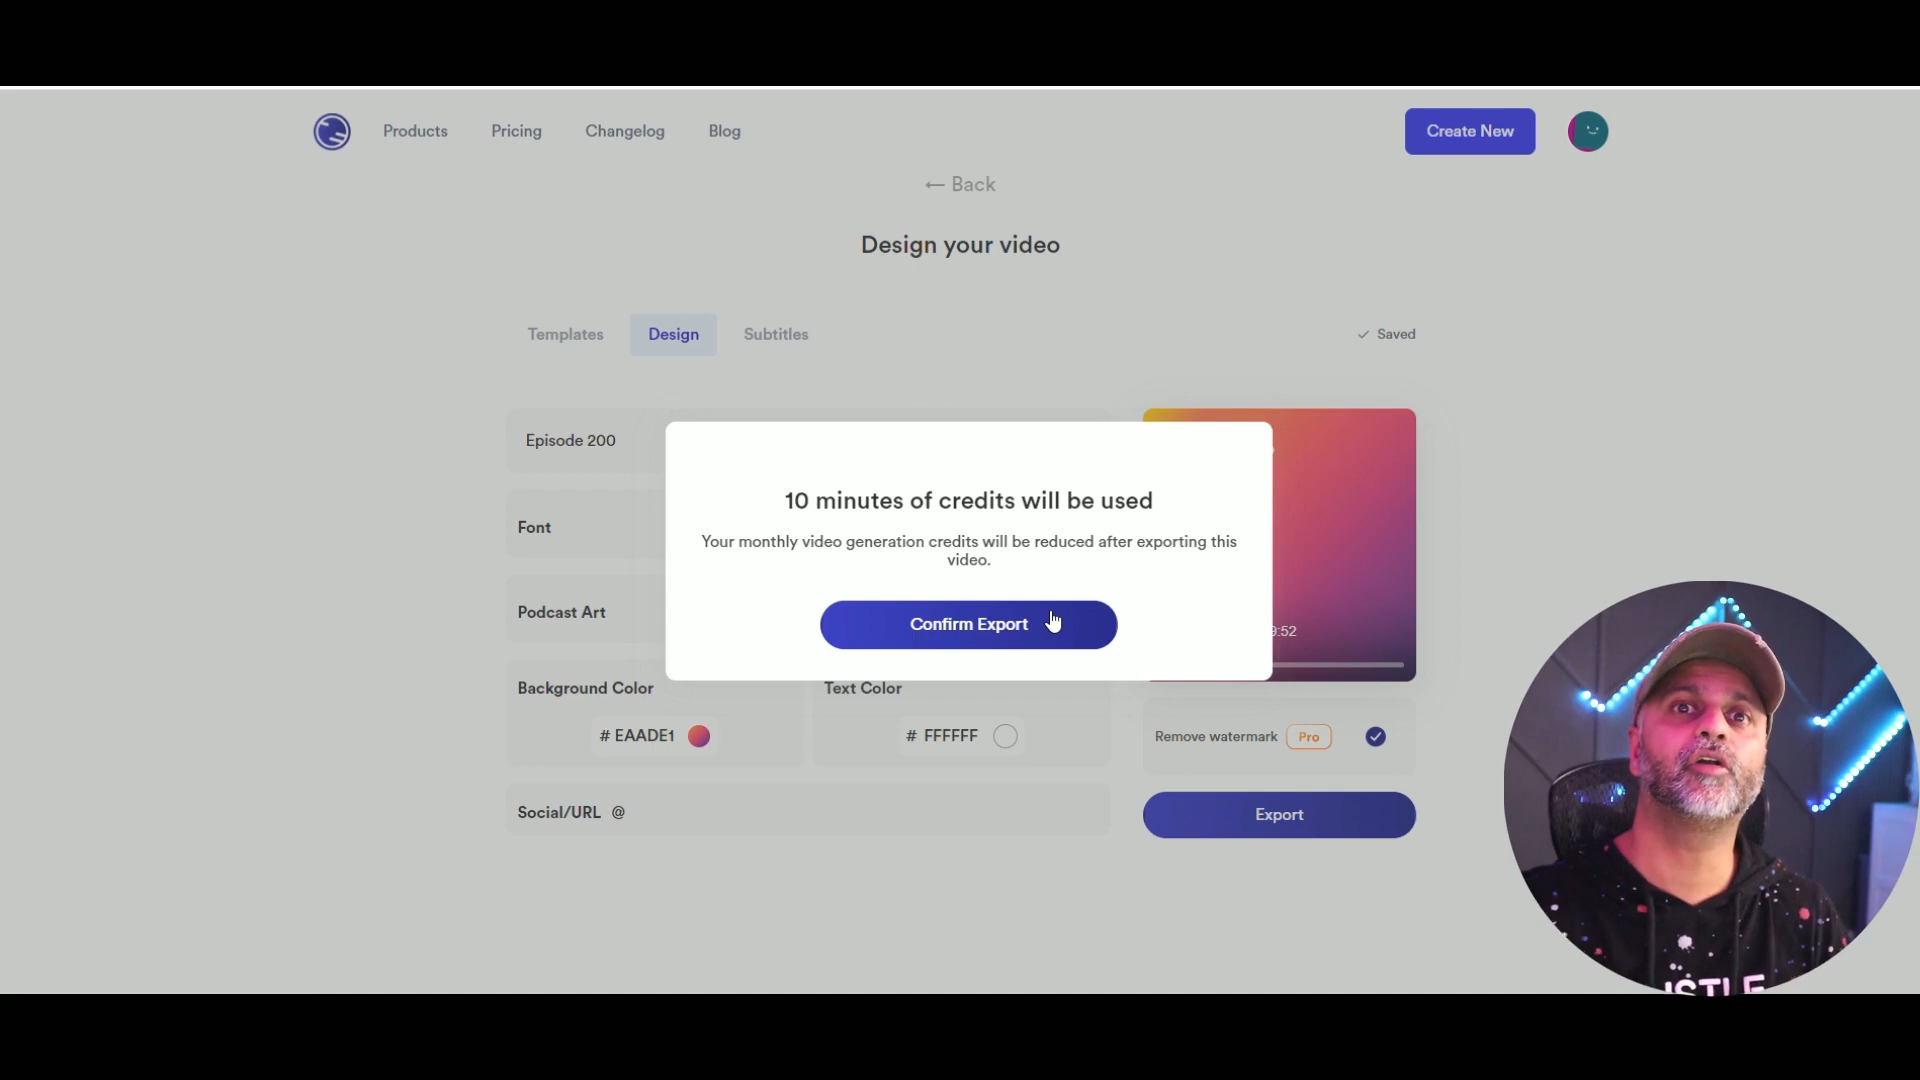 Products
Pricing
Changelog
Blog
Create New
← Back
Design your video
Templates
Design
Subtitles
Saved
Episode 200
10 minutes of credits will be used
Your monthly video generation credits will be reduced after exporting this
video.
Font
Confirm Export
Podcast Art
9:52
Background Color
Text Color
# EAADE1
# FFFFFF
Remove watermark
Pro
Social/URL @
Export